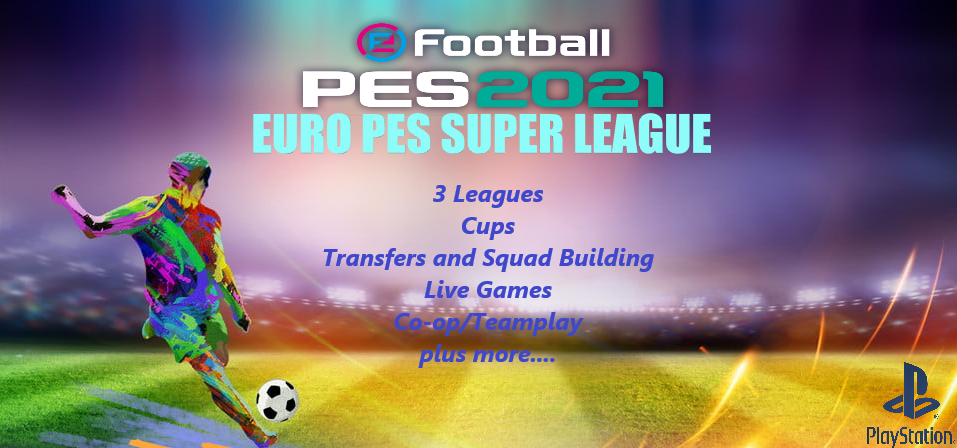 Football
PES2021
EURO PES SUPER LEAGUE
3 Leagues
Cups
Transfers and Squad Building
Live Games
Co-op/Teamplay
plus more....
PlayStation